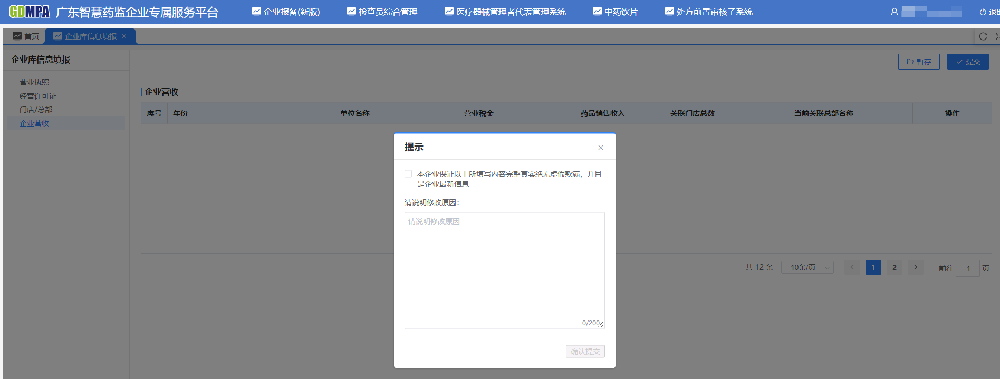 GDMPA 广东智慧药监企业专属服务平台 企业报备(新版) 检查员综合管理 医疗器械管理者代表管理系统 中药饮片 处方前置审核子系统
首页 企业库信息填报
企业库信息填报
暂存 提交
营业执照
经营许可证
门店/总部
企业营收
企业营收
序号 年份 单位名称 营业税金 药品销售收入 关联门店总数 当前关联总部名称 操作
提示
本企业保证以上所填写内容完整真实绝无虚假欺满，并且
是企业最新信息
请说明修改原因：
请说明修改原因
0/200
确认提交
共 12 条 10条/页 1 2 前往 1 页